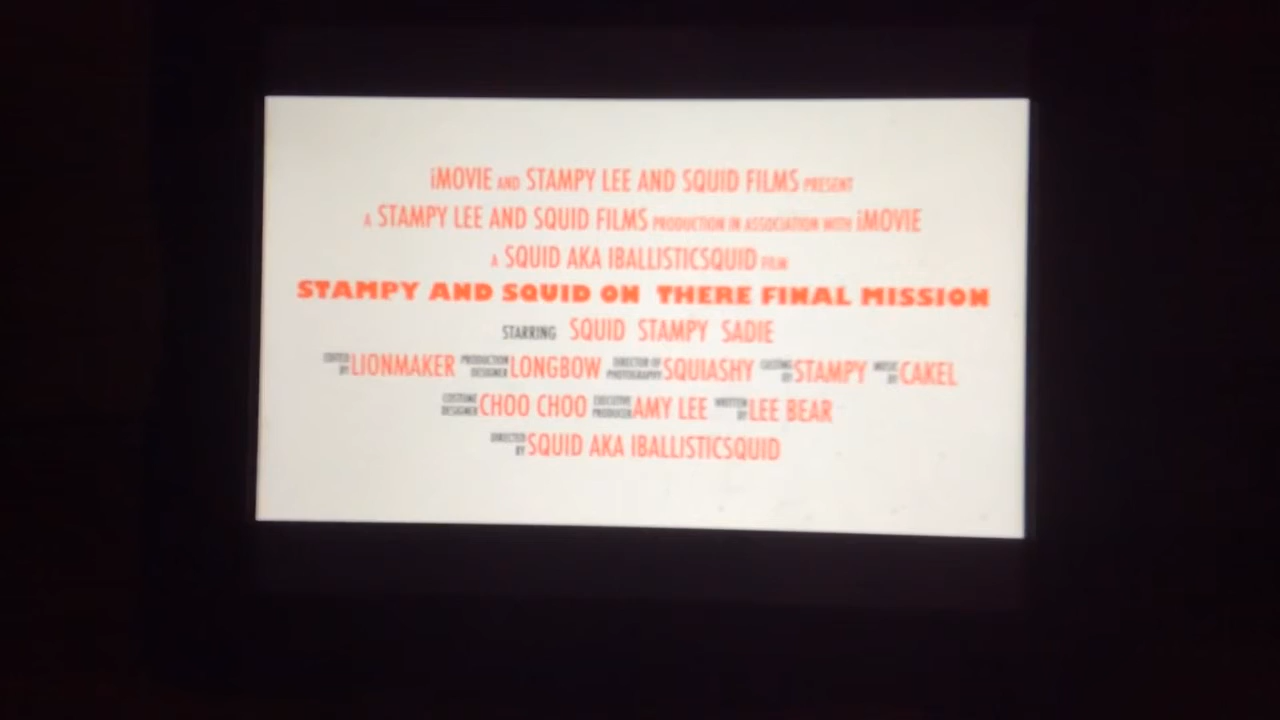 iMOVIE AND STAMPY LEE AND SQUID FILMS PRESENT
A STAMPY LEE AND SQUID FILMS PRODUCTION IN ASSOCIATION WITH iMOVIE
A SQUID AKA IBALLISTICSQUID FILM
STAMPY AND SQUID ON THERE FINAL MISSION
STARRING SQUID STAMPY SADIE
EDITED BY LIONMAKER PRODUCTION DESIGNER LONGBOW DIRECTOR OF PHOTOGRAPHY SQUIASHY CASTING BY STAMPY MUSIC BY CAKEL
COSTUME DESIGNER CHOO CHOO EXECUTIVE PRODUCER AMY LEE WRITTEN BY LEE BEAR
DIRECTED BY SQUID AKA IBALLISTICSQUID